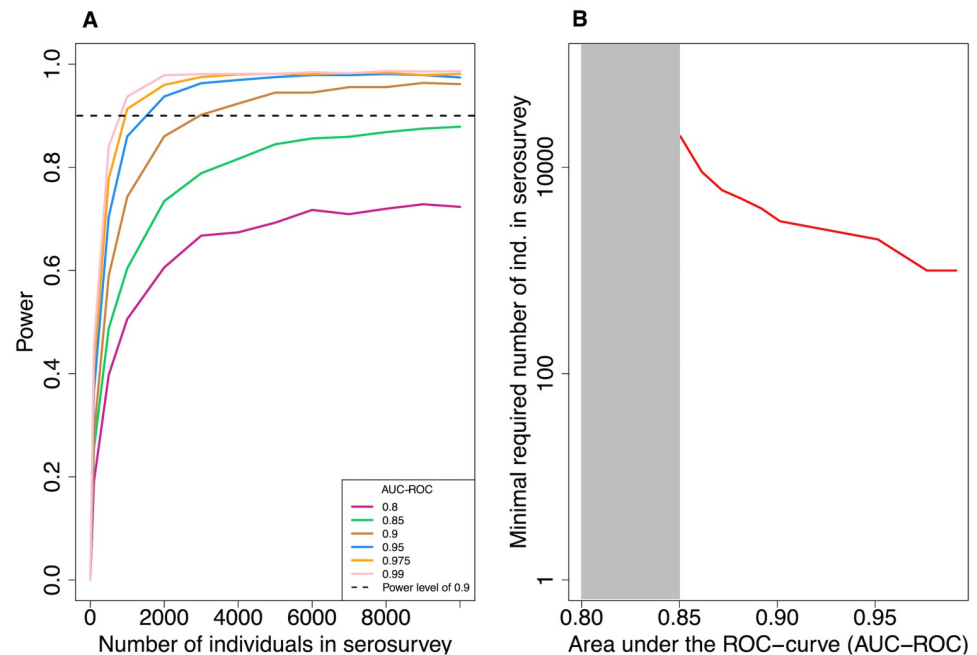 A
Power
1.0
0.8
0.6
0.4
0.2
0.0
AUC–ROC
0.8
0.85
0.9
0.95
0.975
0.99
Power level of 0.9
0 2000 4000 6000 8000
Number of individuals in serosurvey
B
Minimal required number of ind. in serosurvey
10000
100
1
0.80 0.85 0.90 0.95
Area under the ROC−curve (AUC−ROC)